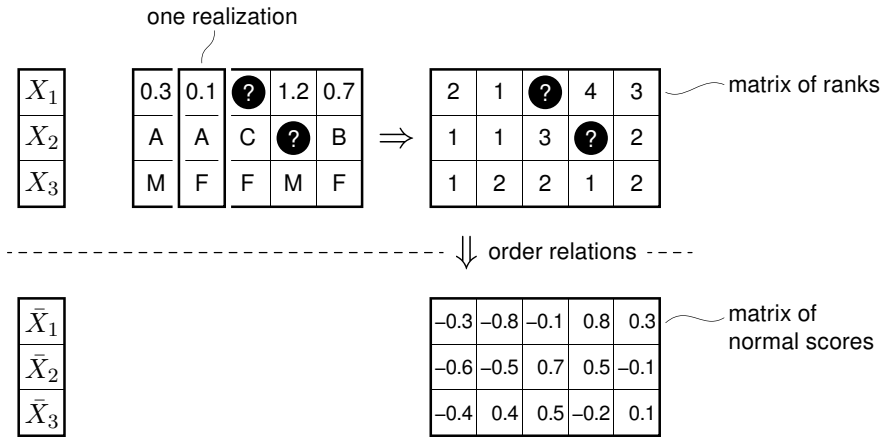 one realization
X₁ 0.3 0.1 ? 1.2 0.7 2 1 ? 4 3 matrix of ranks
X₂ A A C ? B ⇒ 1 1 3 ? 2
X₃ M F F M F 1 2 2 1 2
⇓ order relations
X̄₁ −0.3 −0.8 −0.1 0.8 0.3 matrix of
normal scores
X̄₂ −0.6 −0.5 0.7 0.5 −0.1
X̄₃ −0.4 0.4 0.5 −0.2 0.1